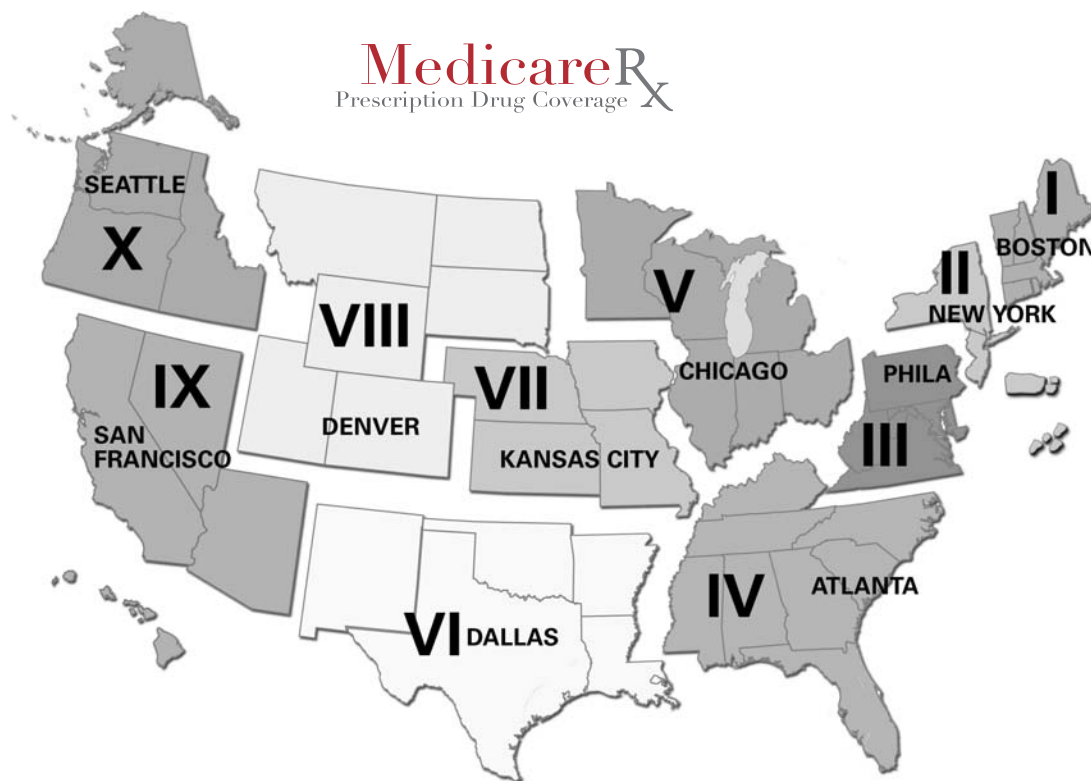 MedicareRx
Prescription Drug Coverage
SEATTLE
X
I
BOSTON
II
NEW YORK
V
VIII
IX
VII
CHICAGO
PHILA
DENVER
SAN
FRANCISCO
KANSAS CITY
III
IV
ATLANTA
VI DALLAS